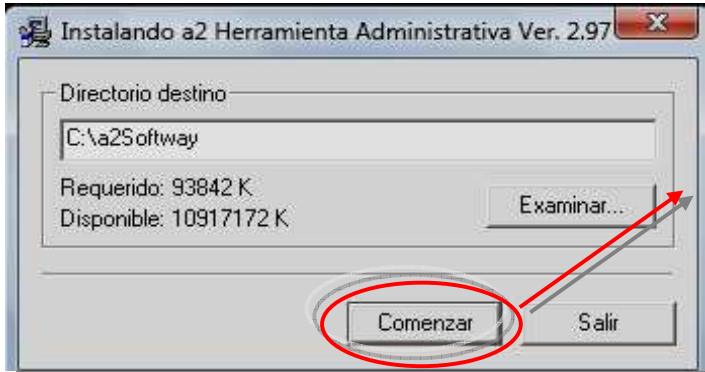 Instalando a2 Herramienta Administrativa Ver. 2.97
Directorio destino
C:\a2Softway
Requerido: 93842 K
Disponible: 10917172 K
Examinar...
Comenzar
Salir